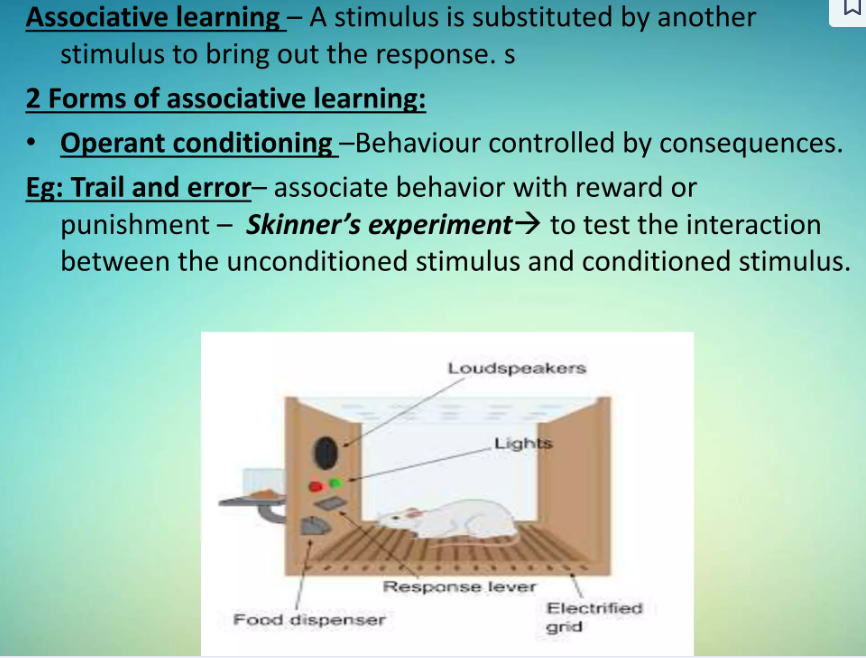 Associative learning – A stimulus is substituted by another
stimulus to bring out the response. s
2 Forms of associative learning:
• Operant conditioning –Behaviour controlled by consequences.
Eg: Trail and error– associate behavior with reward or
punishment – Skinner's experiment→ to test the interaction
between the unconditioned stimulus and conditioned stimulus.
Loudspeakers
Lights
Response lever
Food dispenser
Electrified
grid